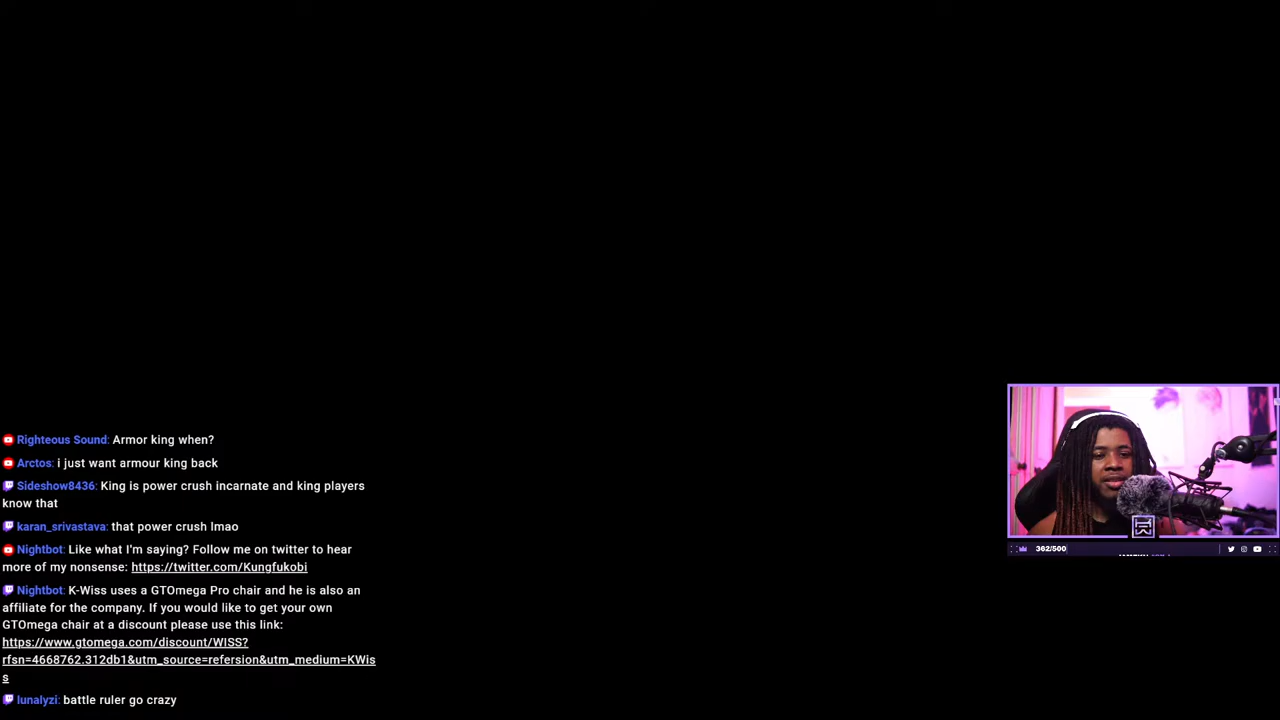 Righteous Sound: Armor king when?
Arctos: i just want armour king back
Sideshow8436: King is power crush incarnate and king players
know that
karan_srivastava: that power crush lmao
Nightbot: Like what I'm saying? Follow me on twitter to hear
more of my nonsense: https://twitter.com/Kungfukobi
Nightbot: K-Wiss uses a GTOmega Pro chair and he is also an
affiliate for the company. If you would like to get your own
GTOmega chair at a discount please use this link:
https://www.gtomega.com/discount/WISS?
rfsn=4668762.312db1&utm_source=refersion&utm_medium=KWis
s
lunalyzi: battle ruler go crazy
362/500